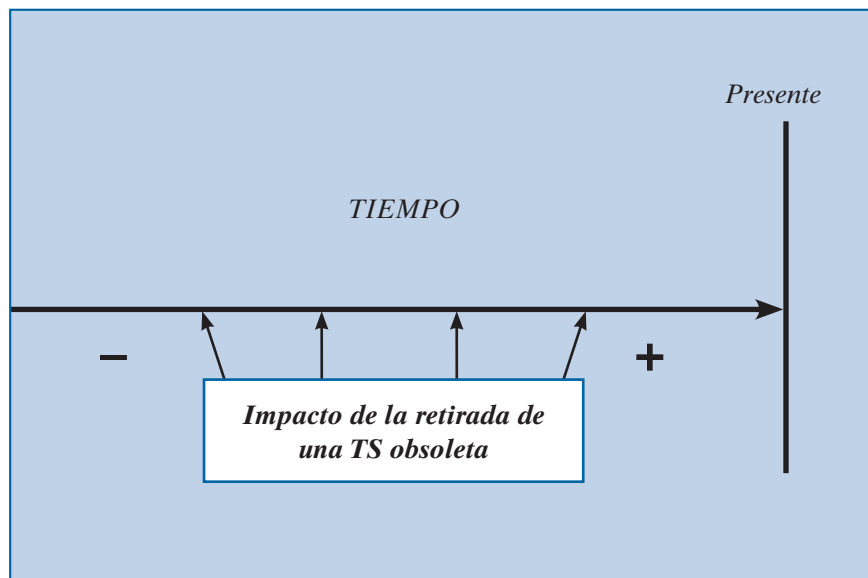 Presente
TIEMPO
– +
Impacto de la retirada de
una TS obsoleta